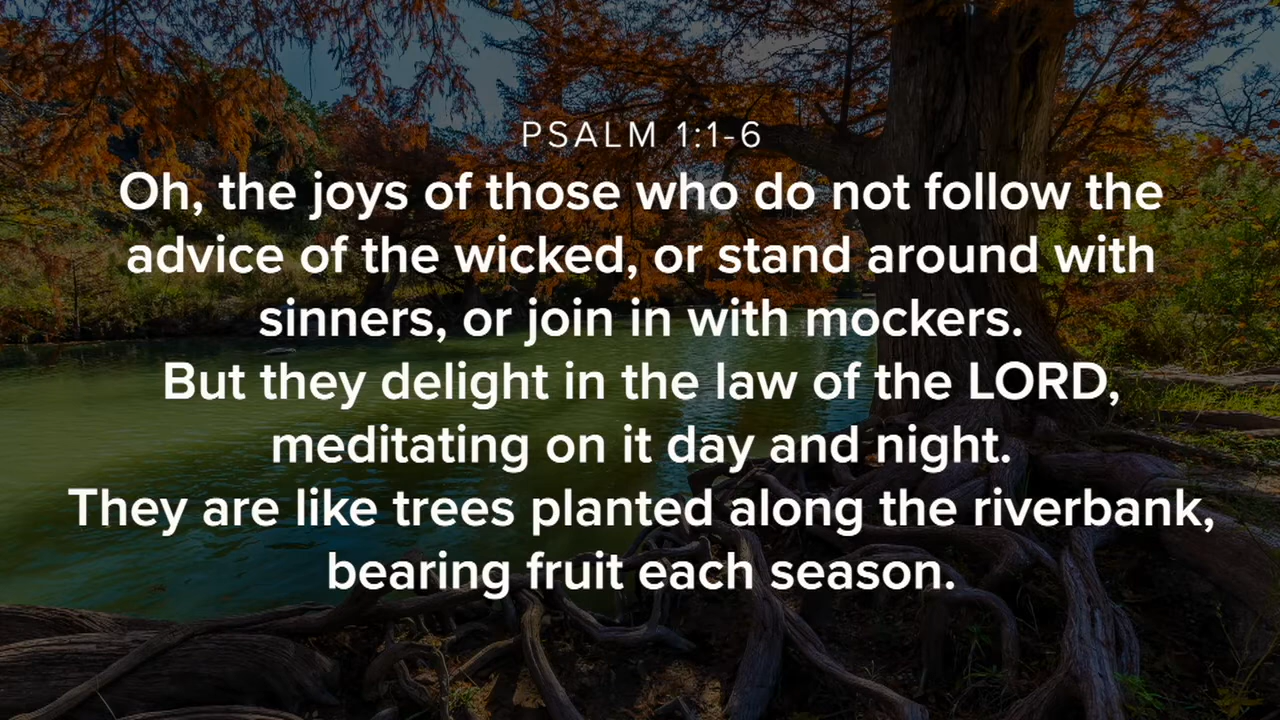 PSALM 1:1-6
Oh, the joys of those who do not follow the
advice of the wicked, or stand around with
sinners, or join in with mockers.
But they delight in the law of the LORD,
meditating on it day and night.
They are like trees planted along the riverbank,
bearing fruit each season.